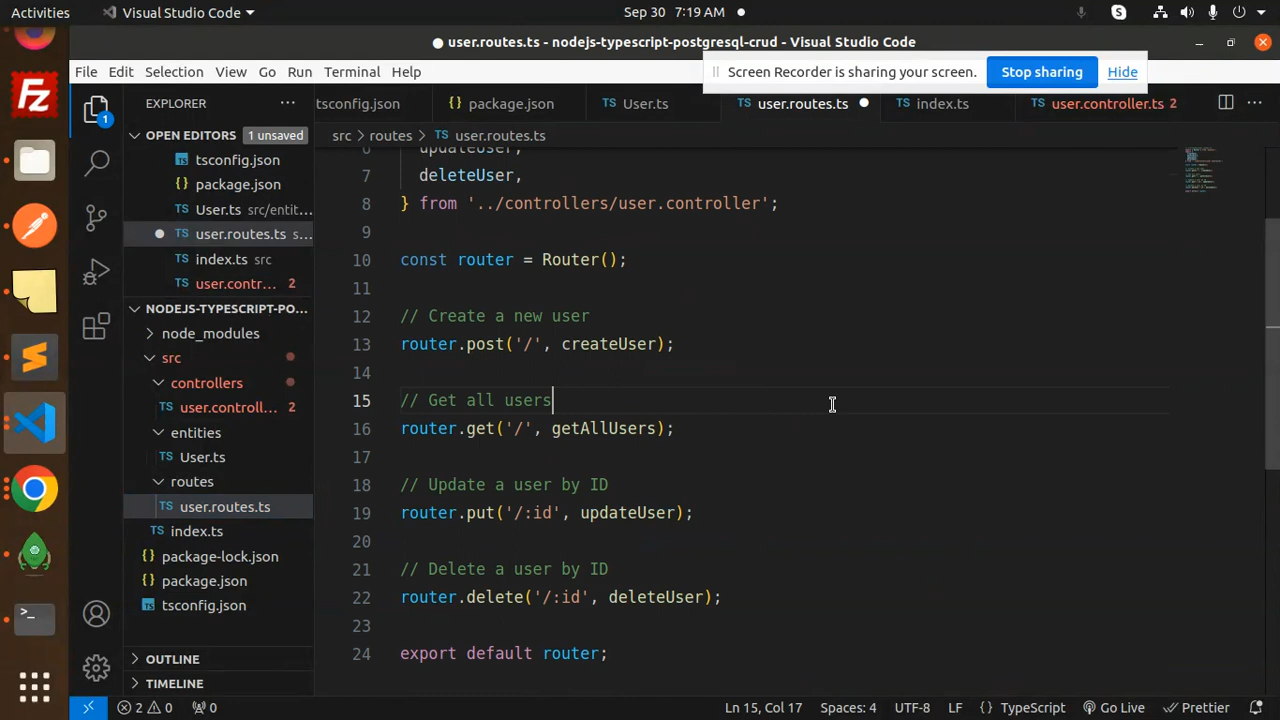 Activities
Visual Studio Code
Sep 30 7:19 AM
● user.routes.ts - nodejs-typescript-postgresql-crud - Visual Studio Code
File Edit Selection View Go Run Terminal Help
Screen Recorder is sharing your screen.
Stop sharing
Hide
EXPLORER
tsconfig.json
package.json
User.ts
user.routes.ts
index.ts
user.controller.ts 2
OPEN EDITORS 1 unsaved
tsconfig.json
package.json
User.ts src/entit...
user.routes.ts s...
index.ts src
user.contr... 2
NODEJS-TYPESCRIPT-PO...
node_modules
src
controllers
user.controll... 2
entities
User.ts
routes
user.routes.ts
index.ts
package-lock.json
package.json
tsconfig.json
OUTLINE
TIMELINE
src > routes > user.routes.ts
6 updateUser,
7 deleteUser,
8 } from '../controllers/user.controller';
9
10 const router = Router();
11
12 // Create a new user
13 router.post('/', createUser);
14
15 // Get all users
16 router.get('/', getAllUsers);
17
18 // Update a user by ID
19 router.put('/:id', updateUser);
20
21 // Delete a user by ID
22 router.delete('/:id', deleteUser);
23
24 export default router;
2 0 0
Ln 15, Col 17 Spaces: 4 UTF-8 LF {} TypeScript Go Live Prettier